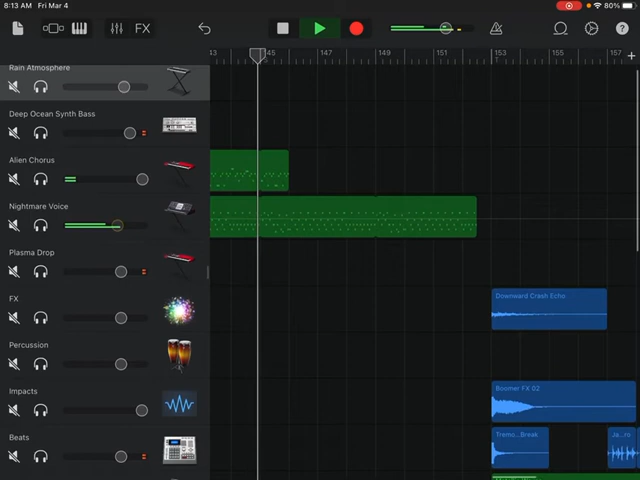 8:13 AM Fri Mar 4
80%
FX
?
145
147
149
151
153
155
157
Rain Atmosphere
Deep Ocean Synth Bass
Alien Chorus
Nightmare Voice
Plasma Drop
FX
Downward Crash Echo
Percussion
Impacts
Boomer FX 02
Beats
Tremo...Break
Ja...ro